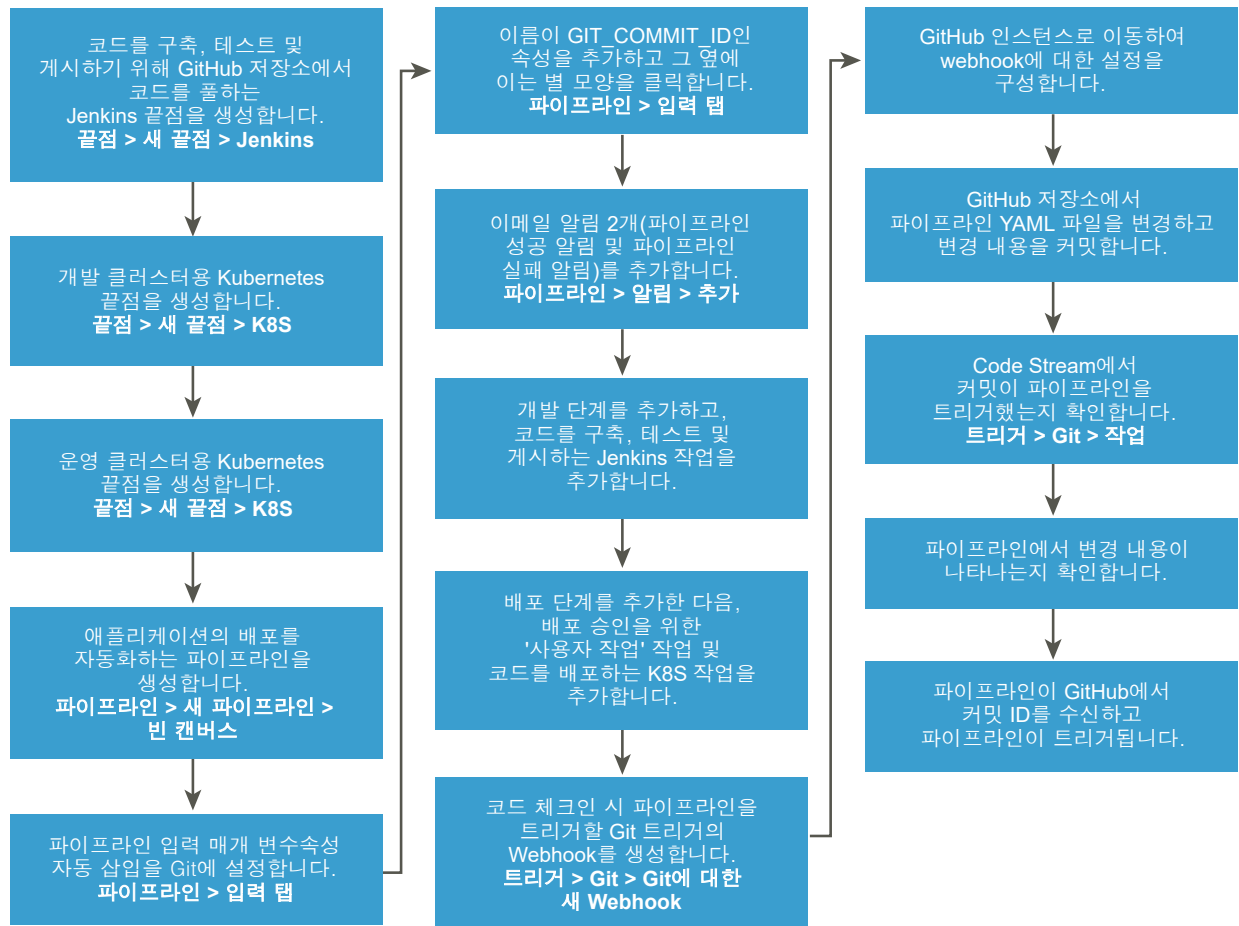 코드를 구축, 테스트 및
게시하기 위해 GitHub 저장소에서
코드를 풀하는
Jenkins 끝점을 생성합니다.
끝점 > 새 끝점 > Jenkins
개발 클러스터용 Kubernetes
끝점을 생성합니다.
끝점 > 새 끝점 > K8S
운영 클러스터용 Kubernetes
끝점을 생성합니다.
끝점 > 새 끝점 > K8S
애플리케이션의 배포를
자동화하는 파이프라인을
생성합니다.
파이프라인 > 새 파이프라인 >
빈 캔버스
파이프라인 입력 매개 변수속성
자동 삽입을 Git에 설정합니다.
파이프라인 > 입력 탭
이름이 GIT_COMMIT_ID인
속성을 추가하고 그 옆에
이는 별 모양을 클릭합니다.
파이프라인 > 입력 탭
이메일 알림 2개(파이프라인
성공 알림 및 파이프라인
실패 알림)를 추가합니다.
파이프라인 > 알림 > 추가
개발 단계를 추가하고,
코드를 구축, 테스트 및
게시하는 Jenkins 작업을
추가합니다.
배포 단계를 추가한 다음,
배포 승인을 위한
'사용자 작업' 작업 및
코드를 배포하는 K8S 작업을
추가합니다.
코드 체크인 시 파이프라인을
트리거할 Git 트리거의
Webhook를 생성합니다.
트리거 > Git > Git에 대한
새 Webhook
GitHub 인스턴스로 이동하여
webhook에 대한 설정을
구성합니다.
GitHub 저장소에서
파이프라인 YAML 파일을 변경하고
변경 내용을 커밋합니다.
Code Stream에서
커밋이 파이프라인을
트리거했는지 확인합니다.
트리거 > Git > 작업
파이프라인에서 변경 내용이
나타나는지 확인합니다.
파이프라인이 GitHub에서
커밋 ID를 수신하고
파이프라인이 트리거됩니다.